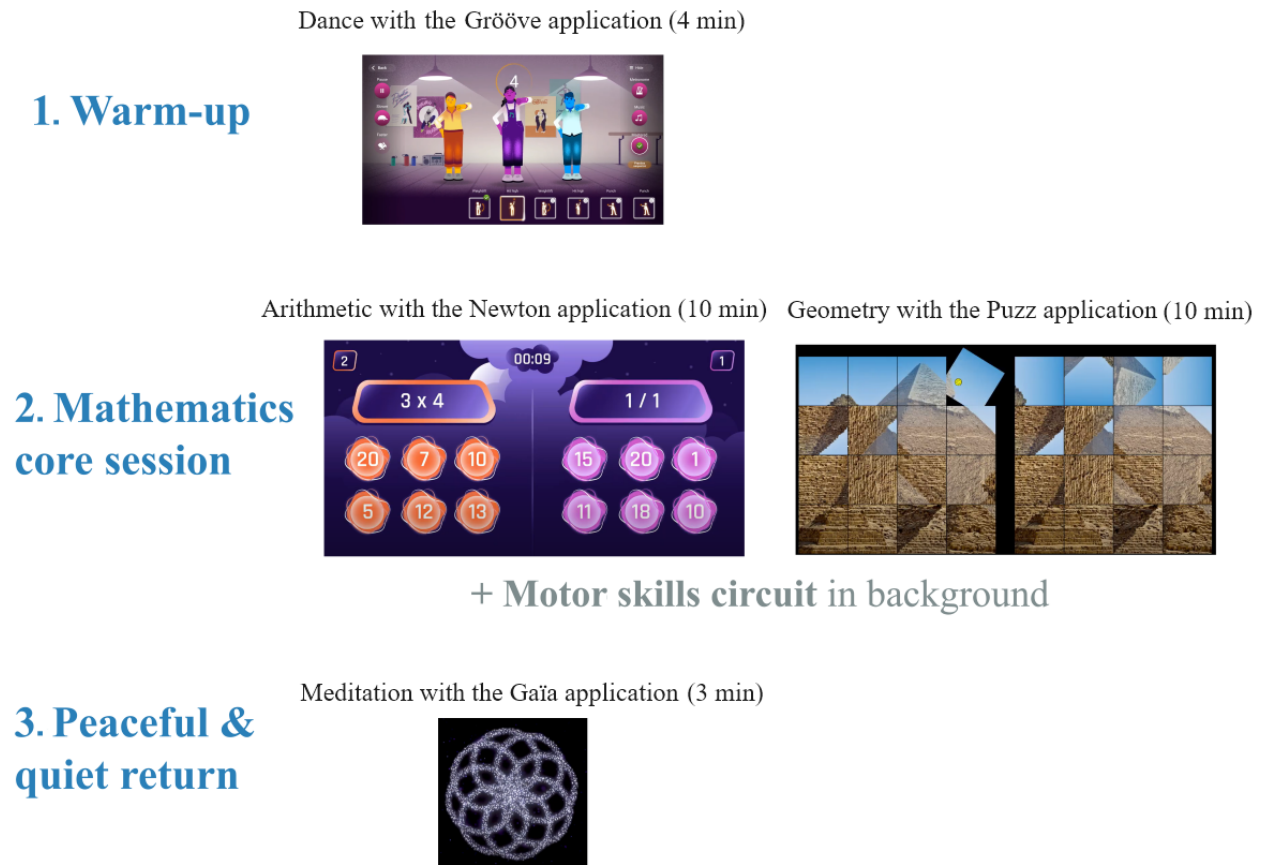 Dance with the Gröövе application (4 min)
1. Warm-up
Back
Pause
4
Arithmetic with the Newton application (10 min)
Geometry with the Puzz application (10 min)
2. Mathematics
core session
2
00:09
1
3 x 4
1 / 1
20 7 10
15 20 1
5 12 13
11 18 10
+ Motor skills circuit in background
Meditation with the Gaïa application (3 min)
3. Peaceful &
quiet return